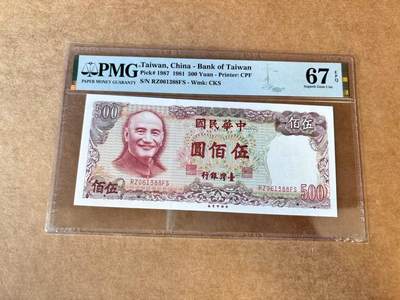 PMG
PAPER MONEY GUARANTY
Taiwan, China - Bank of Taiwan
Pick# 1987 1981 500 Yuan - Printer: CPF
S/N RZ061388FS - Wmk: CKS
67 EPQ
Superb Gem Unc
500
中華民國
伍佰
伍佰圓
RZ061388FS
臺灣銀行
RZ061388FS
佰伍
500